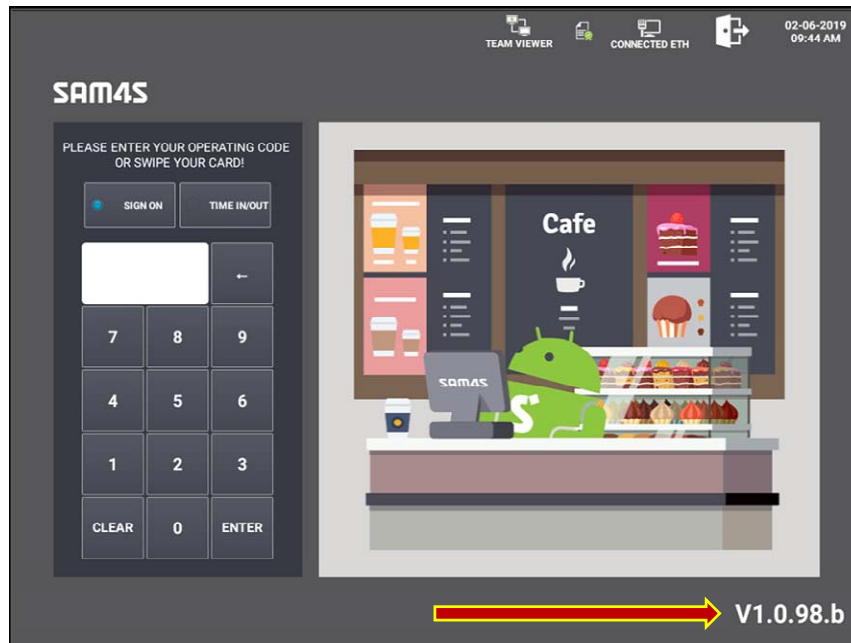 TEAM VIEWER
CONNECTED ETH
02-06-2019
09:44 AM
SAM4S
PLEASE ENTER YOUR OPERATING CODE
OR SWIPE YOUR CARD!
SIGN ON
TIME IN/OUT
←
7 8 9
4 5 6
1 2 3
CLEAR 0 ENTER
Cafe
SAM4S
S
V1.0.98.b